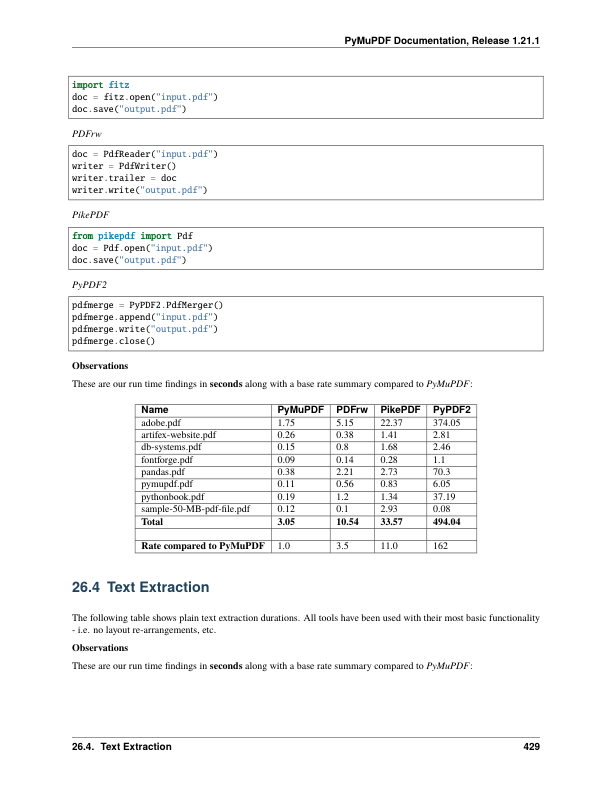 PyMuPDF Documentation, Release 1.21.1
import fitz
doc = fitz.open("input.pdf")
doc.save("output.pdf")
PDFrw
doc = PdfReader("input.pdf")
writer = PdfWriter()
writer.trailer = doc
writer.write("output.pdf")
PikePDF
from pikepdf import Pdf
doc = Pdf.open("input.pdf")
doc.save("output.pdf")
PyPDF2
pdfmerge = PyPDF2.PdfMerger()
pdfmerge.append("input.pdf")
pdfmerge.write("output.pdf")
pdfmerge.close()
Observations
These are our run time findings in seconds along with a base rate summary compared to PyMuPDF:
Name PyMuPDF PDFrw PikePDF PyPDF2
adobe.pdf 1.75 5.15 22.37 374.05
artifex-website.pdf 0.26 0.38 1.41 2.81
db-systems.pdf 0.15 0.8 1.68 2.46
fontforge.pdf 0.09 0.14 0.28 1.1
pandas.pdf 0.38 2.21 2.73 70.3
pymupdf.pdf 0.11 0.56 0.83 6.05
pythonbook.pdf 0.19 1.2 1.34 37.19
sample-50-MB-pdf-file.pdf 0.12 0.1 2.93 0.08
Total 3.05 10.54 33.57 494.04
Rate compared to PyMuPDF 1.0 3.5 11.0 162
26.4 Text Extraction
The following table shows plain text extraction durations. All tools have been used with their most basic functionality
- i.e. no layout re-arrangements, etc.
Observations
These are our run time findings in seconds along with a base rate summary compared to PyMuPDF:
26.4. Text Extraction 429